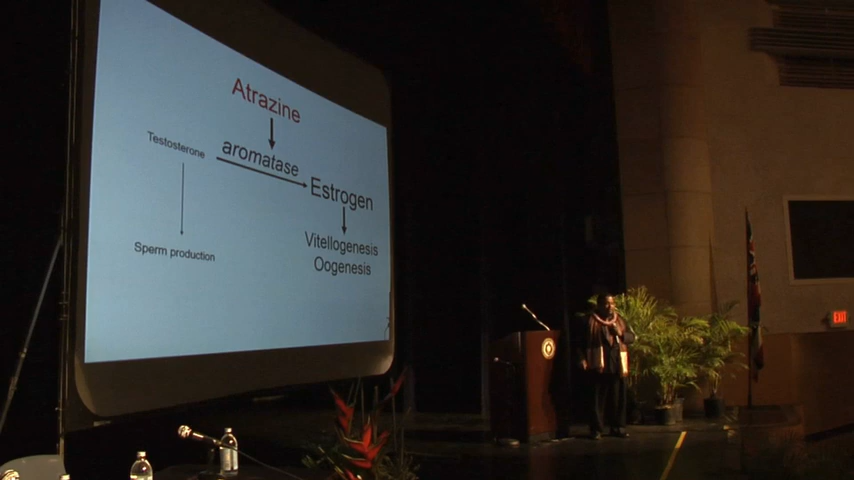 Atrazine
Testosterone
aromatase
Estrogen
Sperm production
Vitellogenesis
Oogenesis
EXIT